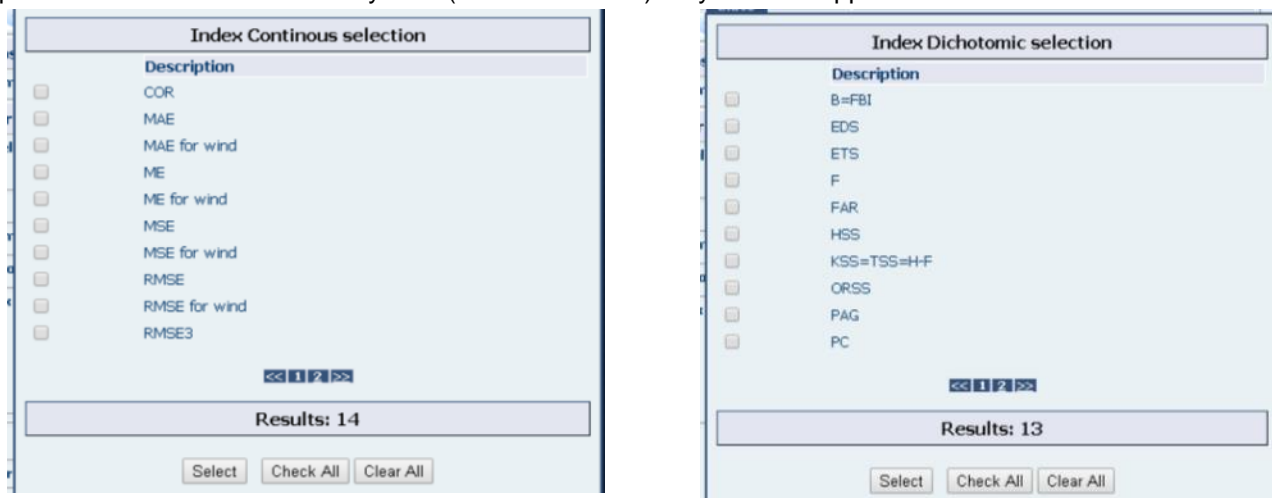 Index Continous selection
Description
COR
MAE
MAE for wind
ME
ME for wind
MSE
MSE for wind
RMSE
RMSE for wind
RMSE3
<< 1 2 >>
Results: 14
Select Check All Clear All
Index Dichotomic selection
Description
B=FBI
EDS
ETS
F
FAR
HSS
KSS=TSS=H-F
ORSS
PAG
PC
<< 1 2 >>
Results: 13
Select Check All Clear All